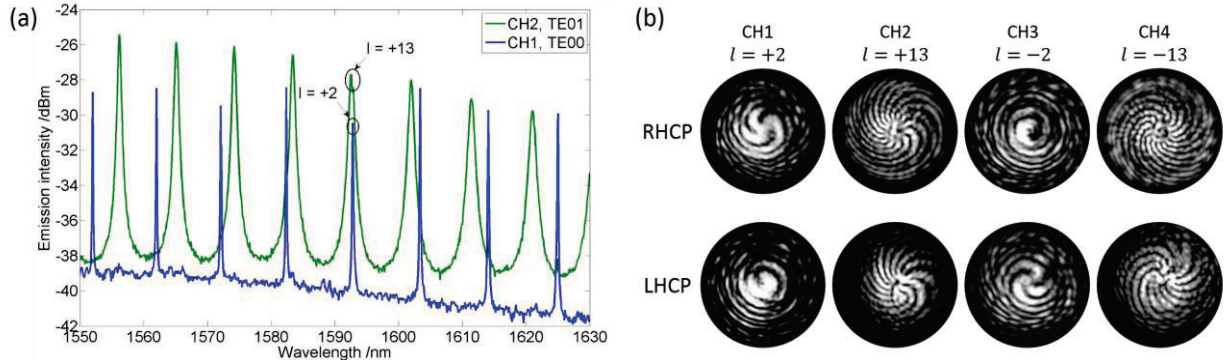 (a)
CH2, TE01
CH1, TE00
l = +13
l = +2
-24
-26
-28
-30
-32
-34
-36
-38
-40
-42
Emission intensity /dBm
1550 1560 1570 1580 1590 1600 1610 1620 1630
Wavelength /nm
(b)
CH1 CH2 CH3 CH4
l = +2 l = +13 l = −2 l = −13
RHCP
LHCP